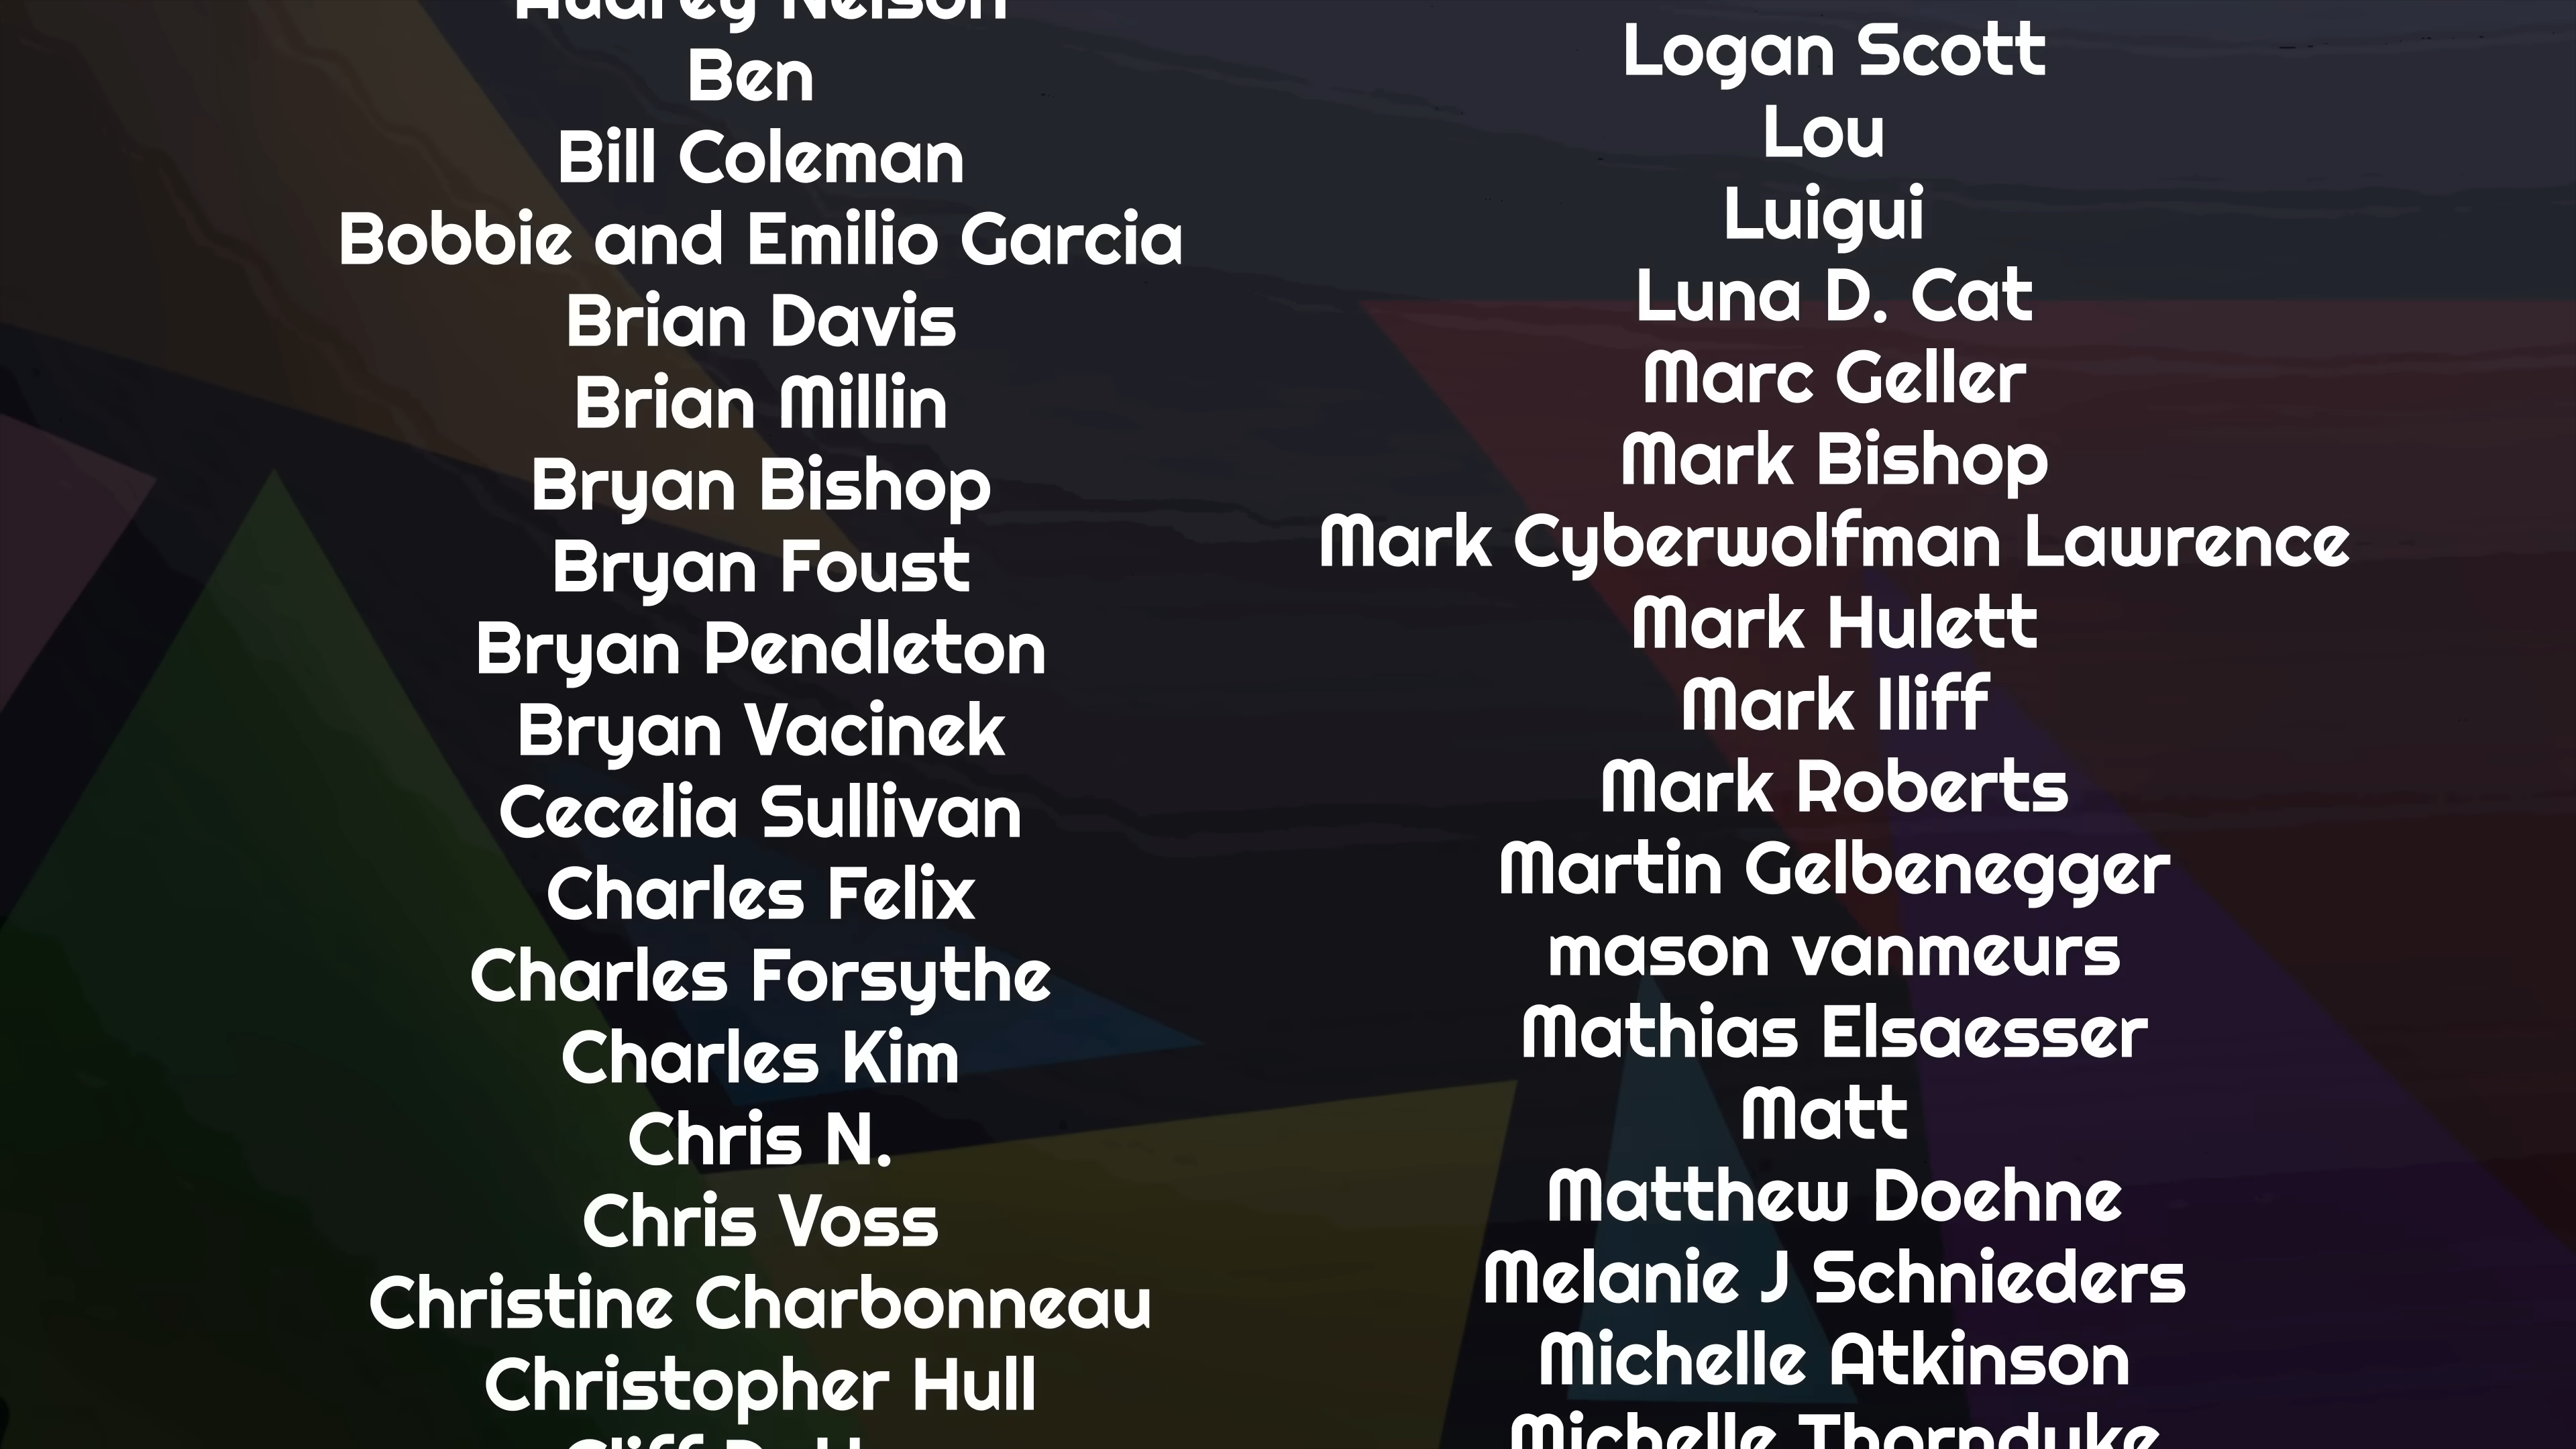 Audrey Nelson
Ben
Bill Coleman
Bobbie and Emilio Garcia
Brian Davis
Brian Millin
Bryan Bishop
Bryan Foust
Bryan Pendleton
Bryan Vacinek
Cecelia Sullivan
Charles Felix
Charles Forsythe
Charles Kim
Chris N.
Chris Voss
Christine Charbonneau
Christopher Hull
Cliff
Logan Scott
Lou
Luigui
Luna D. Cat
Marc Geller
Mark Bishop
Mark Cyberwolfman Lawrence
Mark Hulett
Mark Iliff
Mark Roberts
Martin Gelbenegger
mason vanmeurs
Mathias Elsaesser
Matt
Matthew Doehne
Melanie J Schnieders
Michelle Atkinson
Michelle Thorndyke